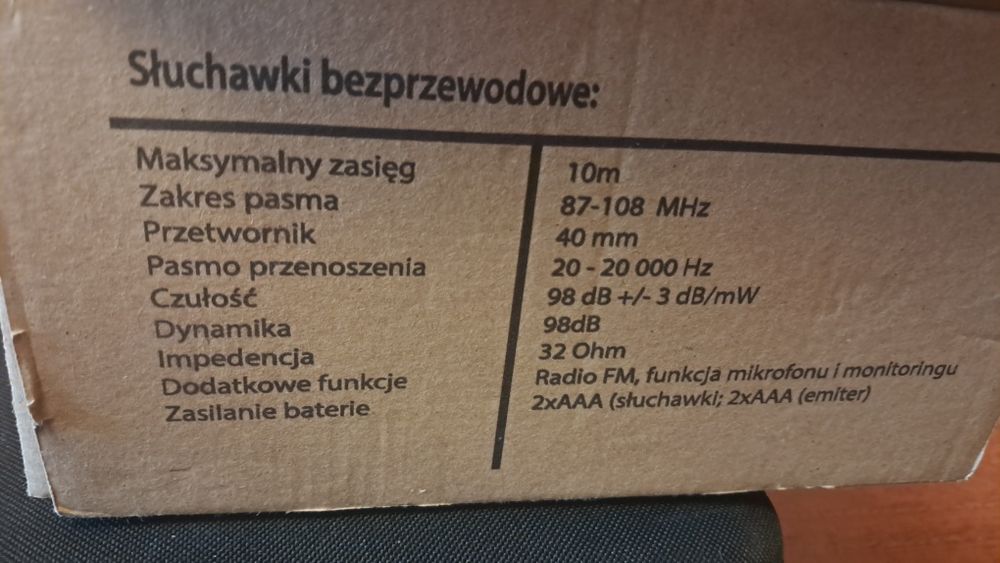 Słuchawki bezprzewodowe:
Maksymalny zasięg 10m
Zakres pasma 87-108 MHz
Przetwornik 40 mm
Pasmo przenoszenia 20 - 20 000 Hz
Czułość 98 dB +/- 3 dB/mW
Dynamika 98dB
Impedencja 32 Ohm
Dodatkowe funkcje Radio FM, funkcja mikrofonu i monitoringu
Zasilanie baterie 2xAAA (słuchawki; 2xAAA (emiter)